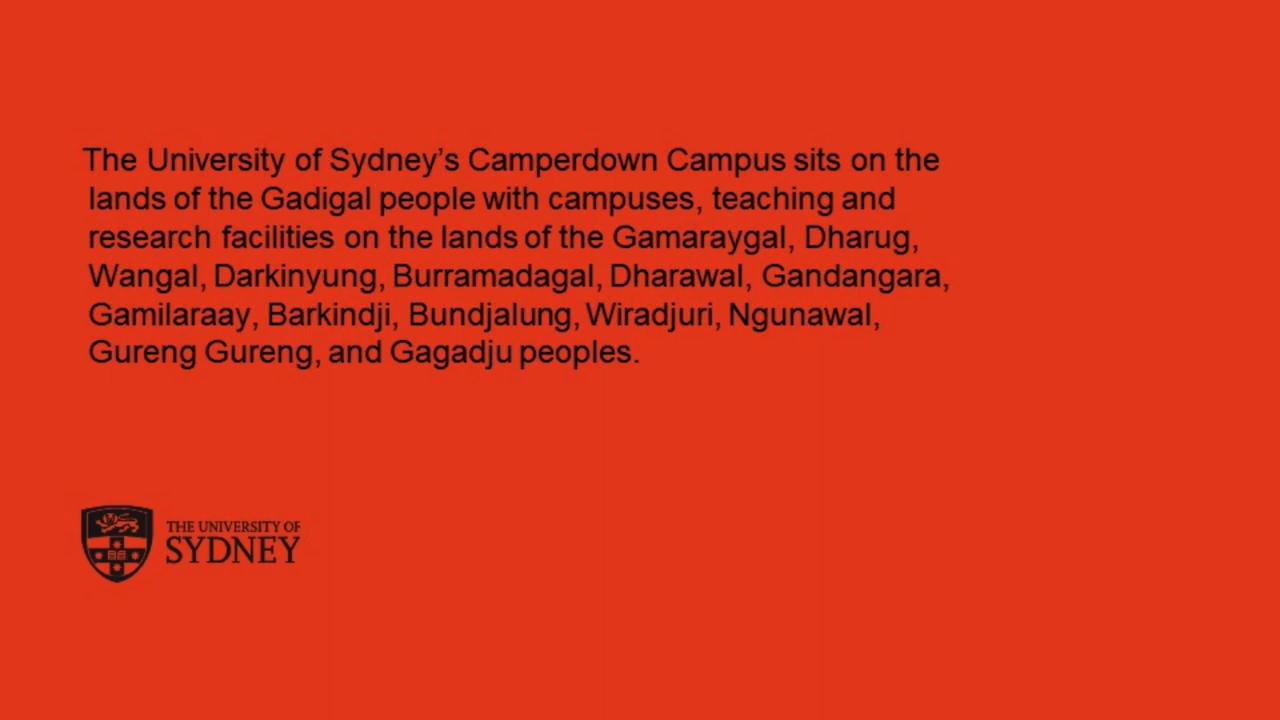 The University of Sydney’s Camperdown Campus sits on the
lands of the Gadigal people with campuses, teaching and
research facilities on the lands of the Gamaraygal, Dharug,
Wangal, Darkinyung, Burramadagal, Dharawal, Gandangara,
Gamilaraay, Barkindji, Bundjalung, Wiradjuri, Ngunawal,
Gureng Gureng, and Gagadju peoples.
THE UNIVERSITY OF
SYDNEY